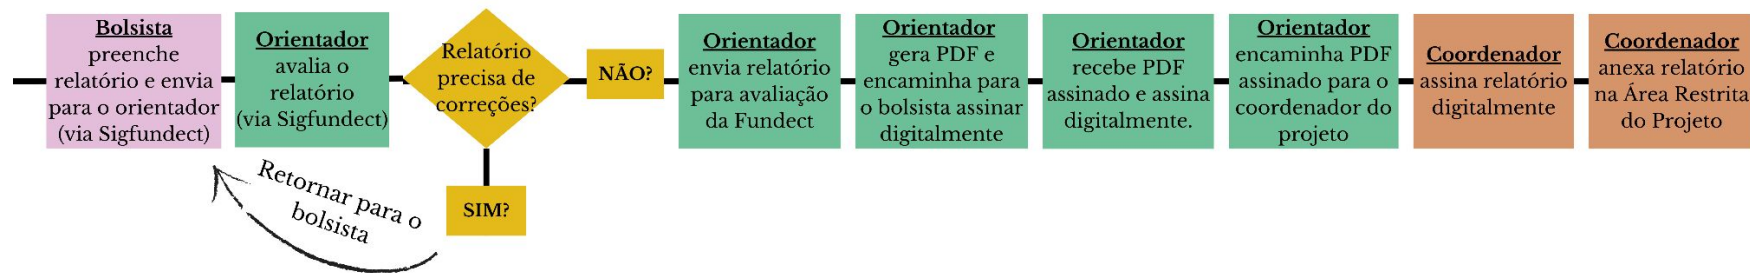 Bolsista
preenche
relatório e envia
para o orientador
(via Sigfundect)
Orientador
avalia o
relatório
(via Sigfundect)
Relatório
precisa de
correções?
NÃO?
SIM?
Retornar para o
bolsista
Orientador
envia relatório
para avaliação
da Fundect
Orientador
gera PDF e
encaminha para
o bolsista assinar
digitalmente
Orientador
recebe PDF
assinado e assina
digitalmente.
Orientador
encaminha PDF
assinado para o
coordenador do
projeto
Coordenador
assina relatório
digitalmente
Coordenador
anexa relatório
na Área Restrita
do Projeto